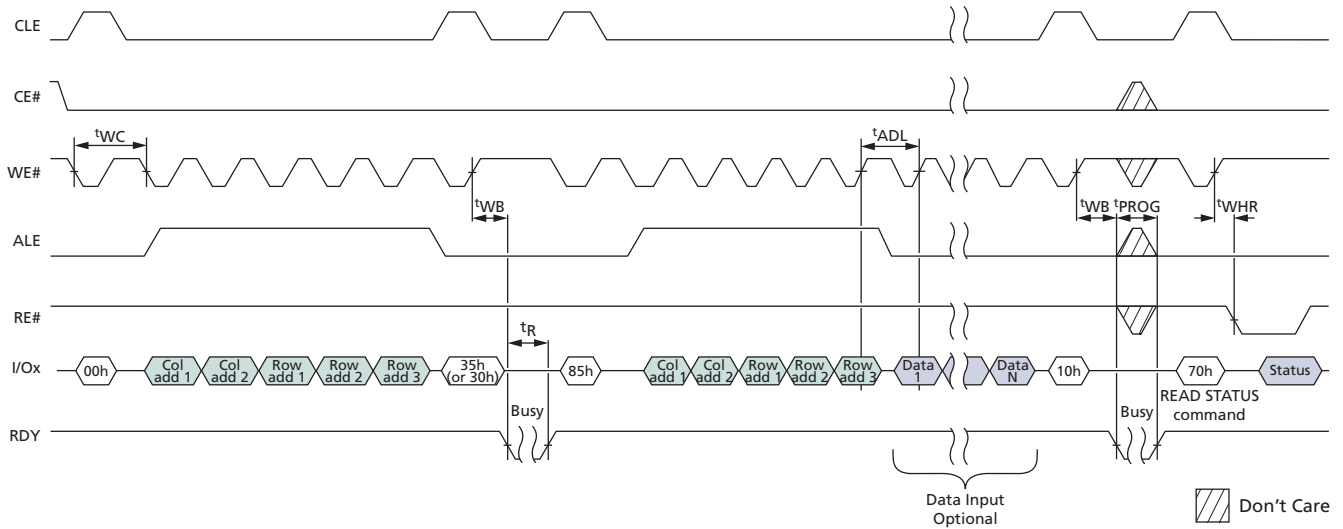 CLE
CE#
tWC
tADL
WE#
tWB
tWB
tPROG
tWHR
ALE
RE#
tR
I/Ox
00h
Col add 1
Col add 2
Row add 1
Row add 2
Row add 3
35h (or 30h)
85h
Col add 1
Col add 2
Row add 1
Row add 2
Row add 3
Data 1
Data N
10h
70h
Status
READ STATUS command
Busy
Busy
RDY
Data Input
Optional
Don't Care